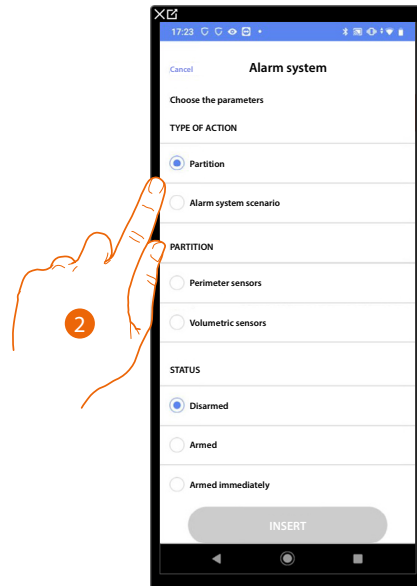 17:23
Cancel Alarm system
Choose the parameters
TYPE OF ACTION
Partition
Alarm system scenario
PARTITION
Perimeter sensors
Volumetric sensors
2
STATUS
Disarmed
Armed
Armed immediately
INSERT